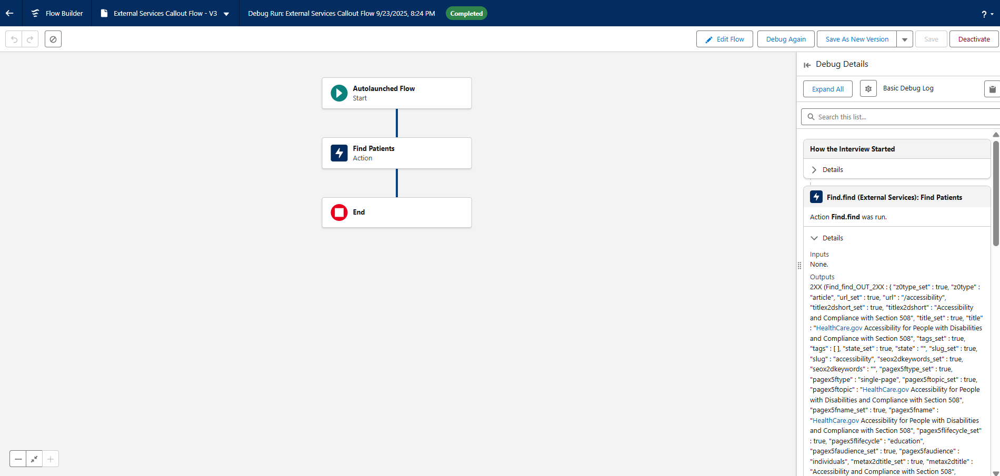 Flow Builder
External Services Callout Flow - V3
Debug Run: External Services Callout Flow 9/23/2025, 8:24 PM
Completed
?
Edit Flow
Debug Again
Save As New Version
Save
Deactivate
Autolaunched Flow
Start
Find Patients
Action
End
Debug Details
Expand All
Basic Debug Log
Search this list...
How the Interview Started
Details
Find.find (External Services): Find Patients
Action Find.find was run.
Details
Inputs
None.
Outputs
2XX (Find_find_OUT_2XX : { "z0type_set" : true, "z0type" :
"article", "url_set" : true, "url" : "/accessibility",
"titlex2dshort_set" : true, "titlex2dshort" : "Accessibility
and Compliance with Section 508", "title_set" : true, "title"
: "HealthCare.gov Accessibility for People with Disabilities
and Compliance with Section 508", "tags_set" : true,
"tags" : [ ], "state_set" : true, "state" : "", "slug_set" : true,
"slug" : "accessibility", "seox2dkeywords_set" : true,
"seox2dkeywords" : "", "pagex5ftype_set" : true,
"pagex5ftype" : "single-page", "pagex5ftopic_set" : true,
"pagex5ftopic" : "HealthCare.gov Accessibility for People
with Disabilities and Compliance with Section 508",
"pagex5fname_set" : true, "pagex5fname" :
"HealthCare.gov Accessibility for People with Disabilities
and Compliance with Section 508", "pagex5flifecycle_set"
: true, "pagex5flifecycle" : "education",
"pagex5faudience_set" : true, "pagex5faudience" :
"individuals", "metax2dtitle_set" : true, "metax2dtitle" :
"Accessibility and Compliance with Section 508",